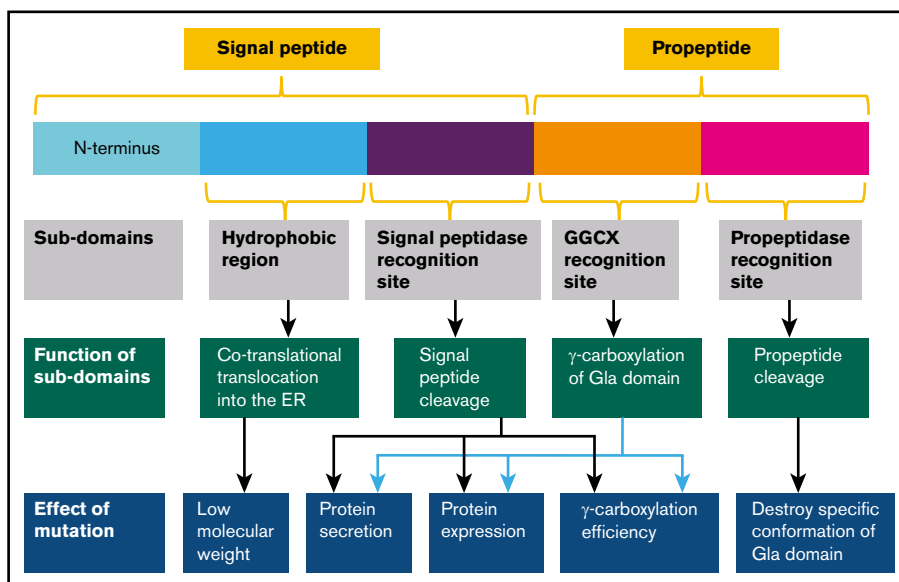 Signal peptide
Propeptide
N-terminus
Sub-domains
Hydrophobic
region
Signal peptidase
recognition
site
GGCX
recognition
site
Propeptidase
recognition
site
Function of
sub-domains
Co-translational
translocation
into the ER
Signal
peptide
cleavage
γ-carboxylation
of Gla domain
Propeptide
cleavage
Effect of
mutation
Low
molecular
weight
Protein
secretion
Protein
expression
γ-carboxylation
efficiency
Destroy specific
conformation of
Gla domain